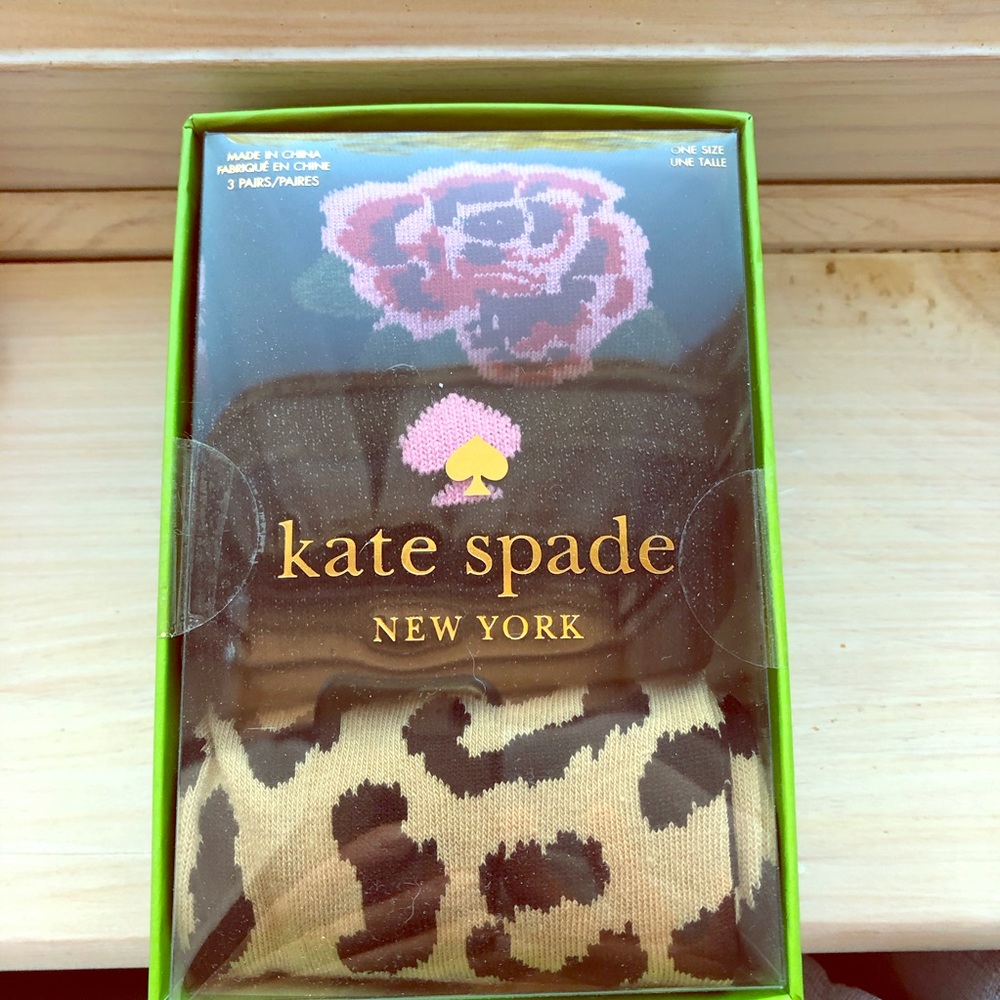 MADE IN CHINA
FABRIQUÉ EN CHINE
3 PAIRS/PAIRES
ONE SIZE
UNE TAILLE
kate spade
NEW YORK